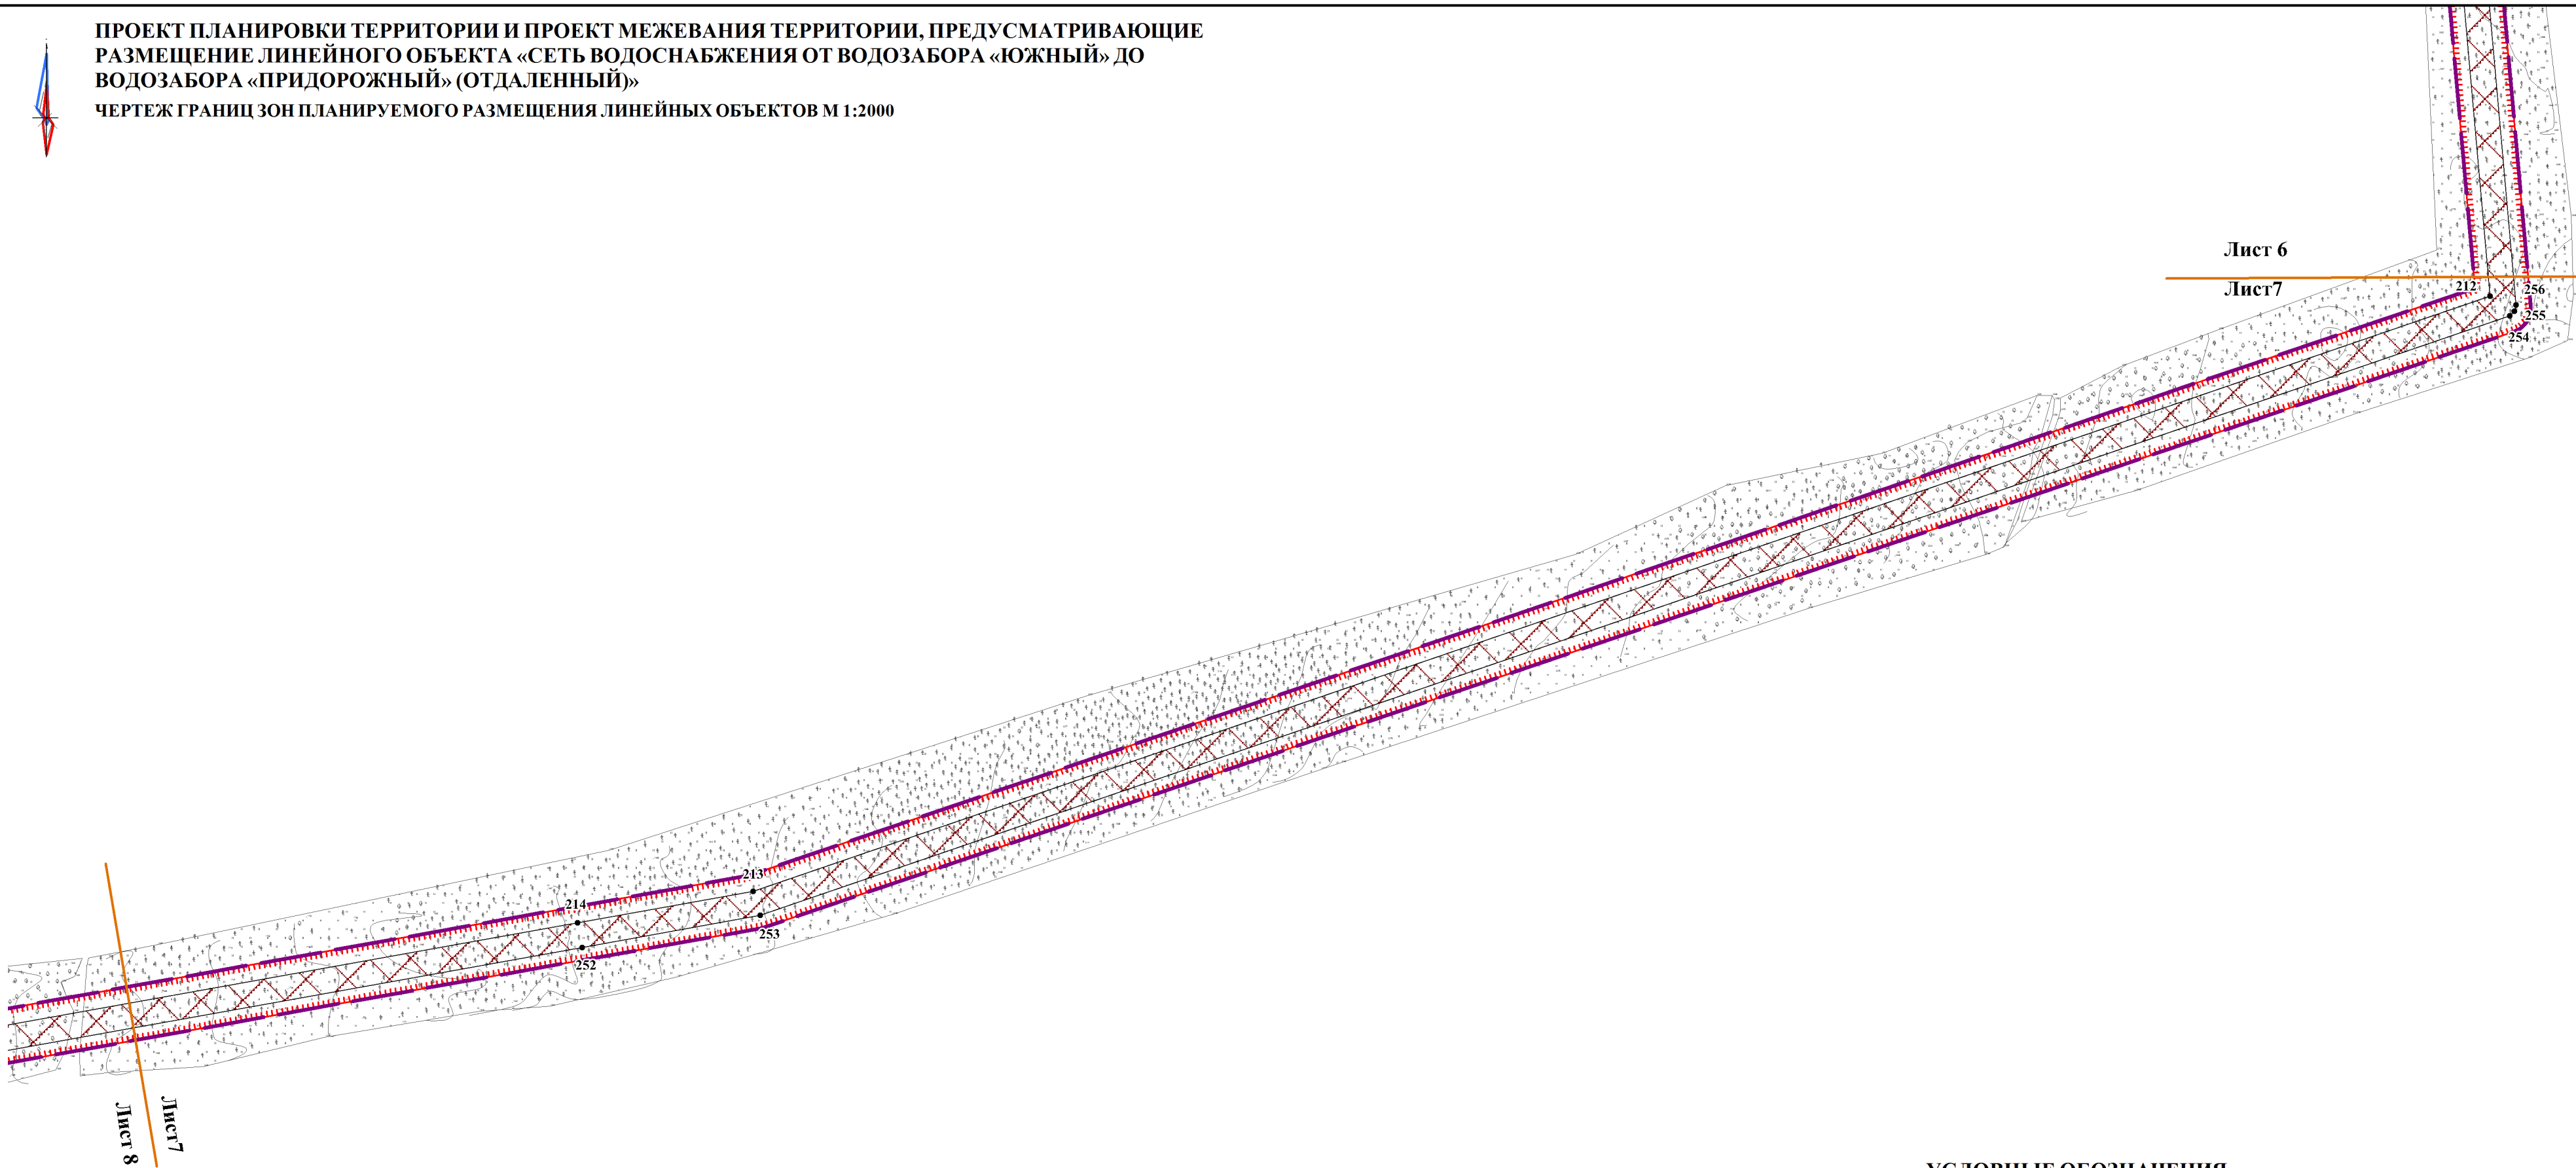 ПРОЕКТ ПЛАНИРОВКИ ТЕРРИТОРИИ И ПРОЕКТ МЕЖЕВАНИЯ ТЕРРИТОРИИ, ПРЕДУСМАТРИВАЮЩИЕ
РАЗМЕЩЕНИЕ ЛИНЕЙНОГО ОБЪЕКТА «СЕТЬ ВОДОСНАБЖЕНИЯ ОТ ВОДОЗАБОРА «ЮЖНЫЙ» ДО
ВОДОЗАБОРА «ПРИДОРОЖНЫЙ» (ОТДАЛЕННЫЙ)»
ЧЕРТЕЖ ГРАНИЦ ЗОН ПЛАНИРУЕМОГО РАЗМЕЩЕНИЯ ЛИНЕЙНЫХ ОБЪЕКТОВ М 1:2000
Лист 6
Лист7
212
256
255
254
213
214
253
252
Лист 8
Лист7
УСЛОВНЫЕ ОБОЗНАЧЕНИЯ